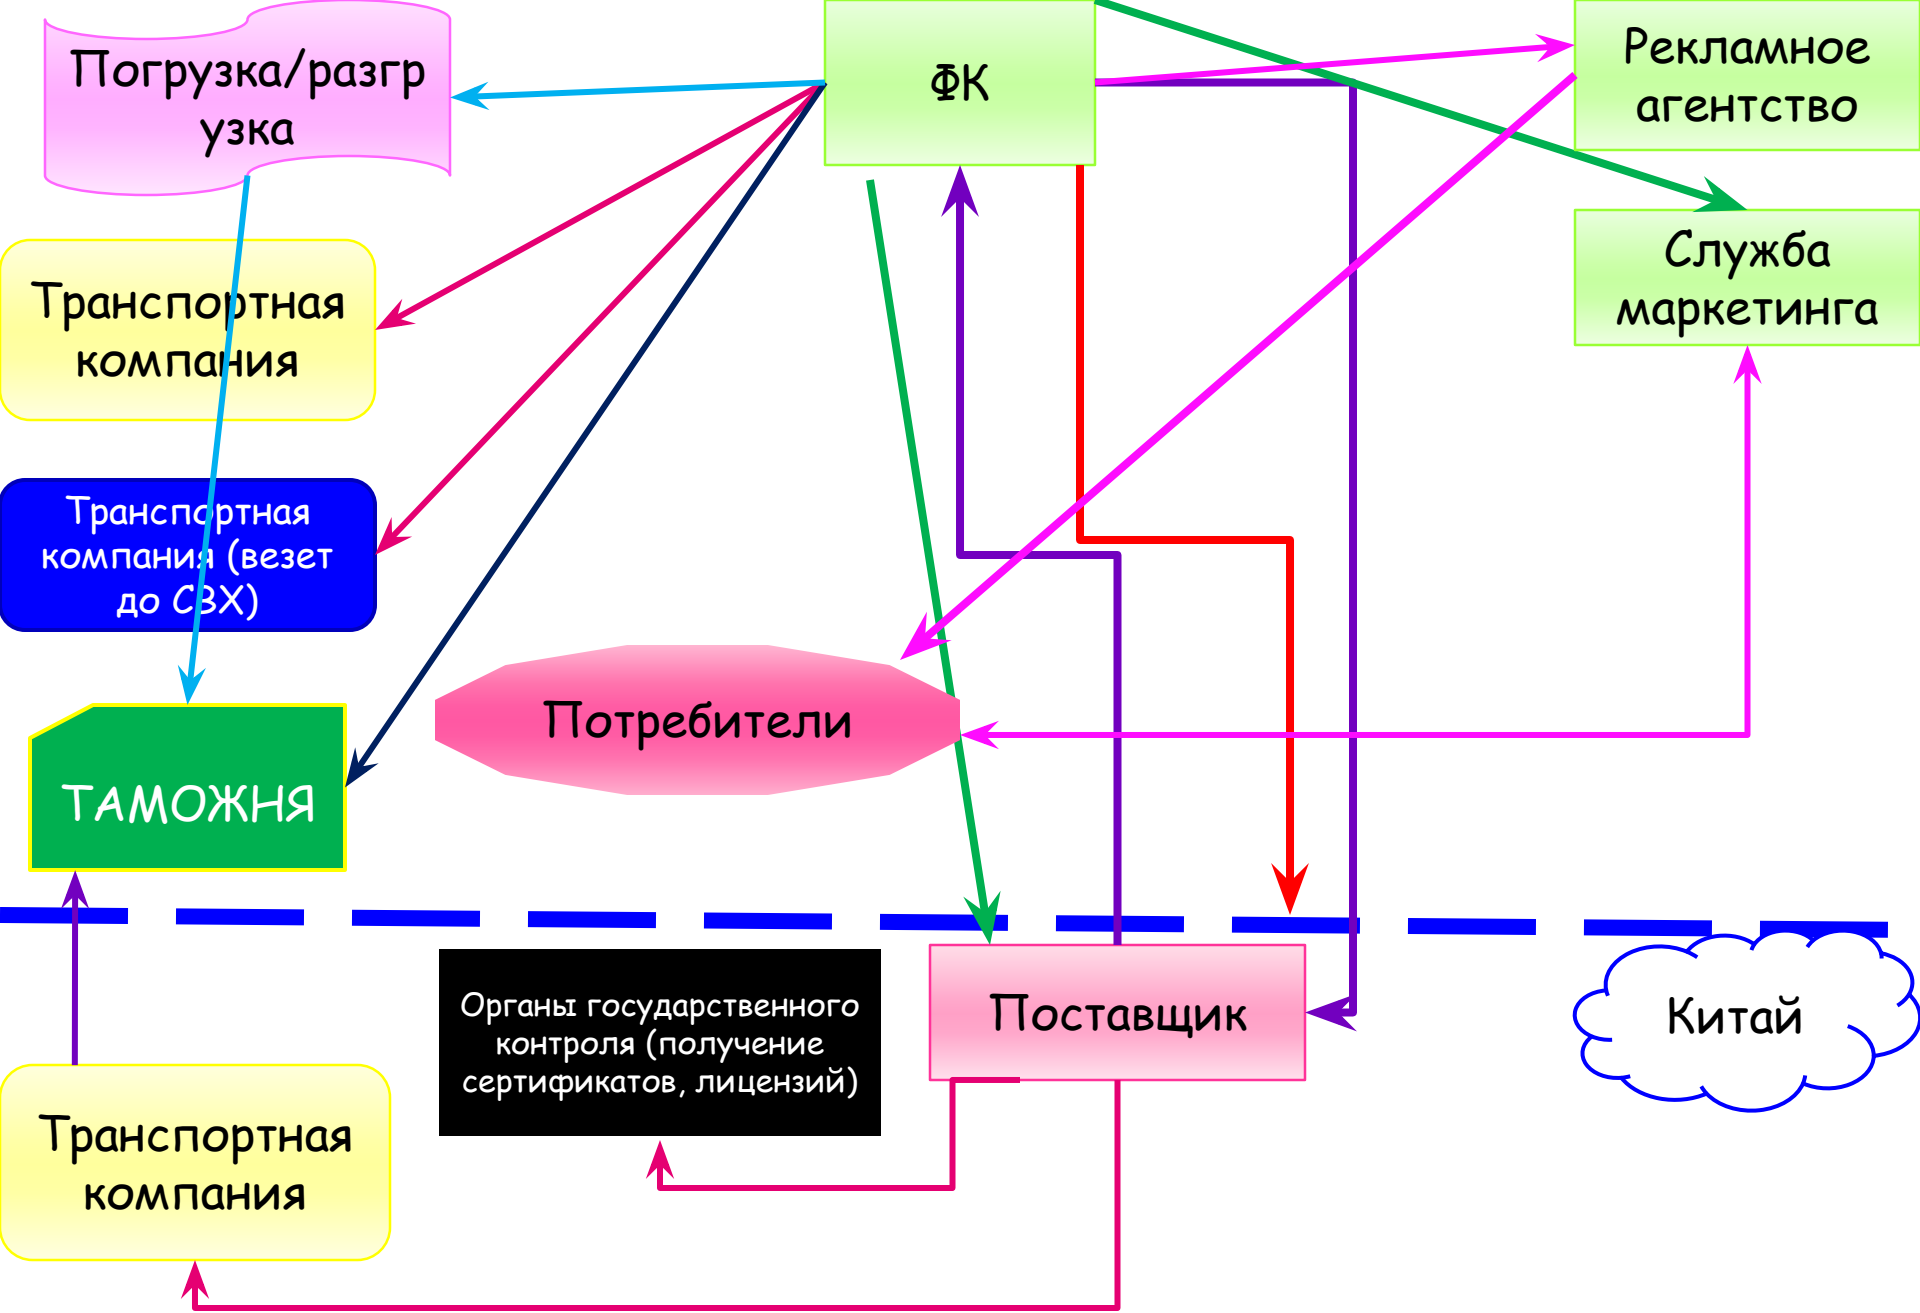 Погрузка/разгр
узка
ФК
Рекламное
агентство
Служба
маркетинга
Транспортная
компания
Транспортная
компания (везет
до СВХ)
Потребители
ТАМОЖНЯ
Органы государственного
контроля (получение
сертификатов, лицензий)
Поставщик
Китай
Транспортная
компания